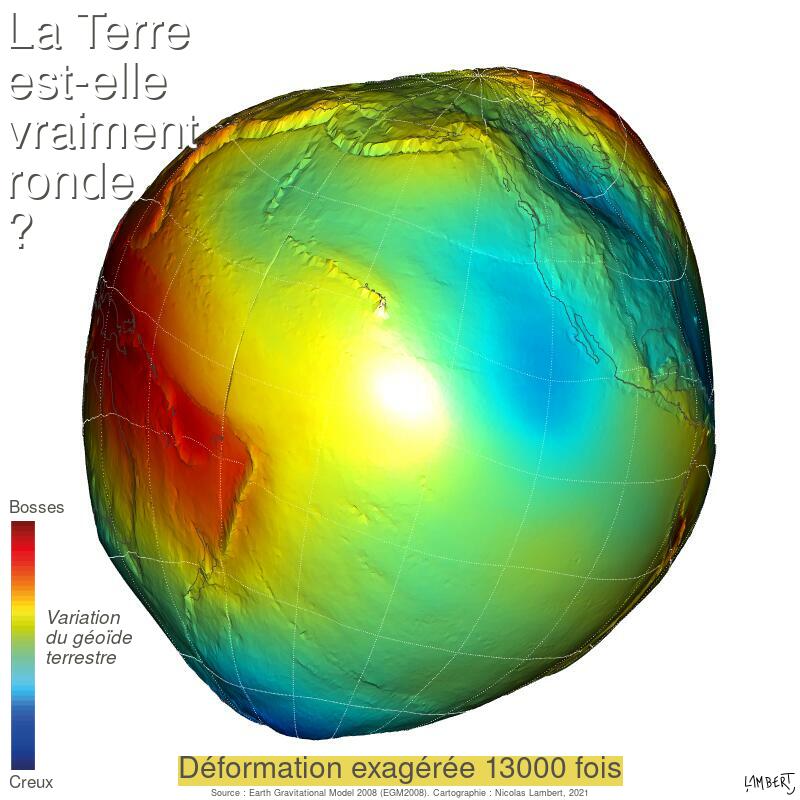 La Terre
est-elle
vraiment
ronde
?
Bosses
Variation
du géoïde
terrestre
Creux
Déformation exagérée 13000 fois
Source : Earth Gravitational Model 2008 (EGM2008). Cartographie : Nicolas Lambert, 2021
LAMBERT